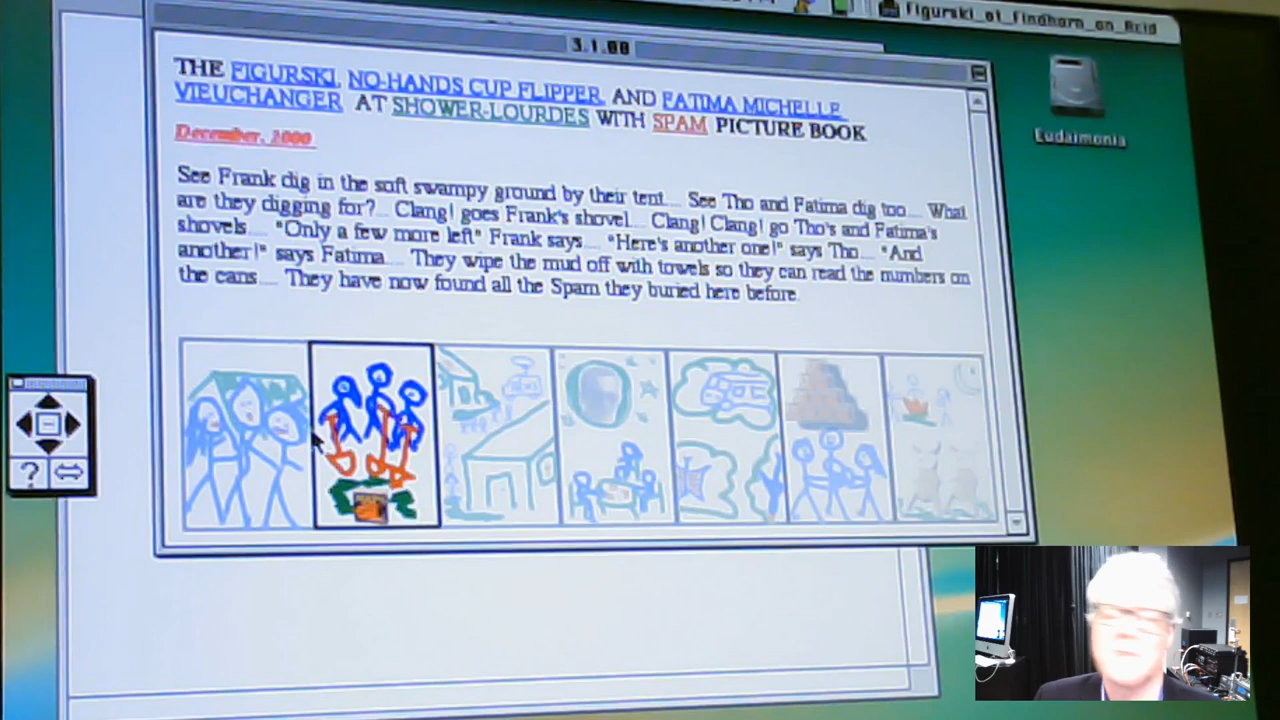 Figurski_at_Findhorn_on_Acid
3.1.00
THE FIGURSKI, NO-HANDS CUP FLIPPER, AND FATIMA MICHELLE
VIEUCHANGER AT SHOWER-LOURDES WITH SPAM PICTURE BOOK
December, 2000
See Frank dig in the soft swampy ground by their tent.... See Tho and Fatima dig too.... What
are they digging for?... Clang! goes Frank's shovel.... Clang! Clang! go Tho's and Fatima's
shovels.... "Only a few more left" Frank says.... "Here's another one!" says Tho.... "And
another!" says Fatima.... They wipe the mud off with towels so they can read the numbers on
the cans.... They have now found all the Spam they buried here before.
Eudaimonia
?